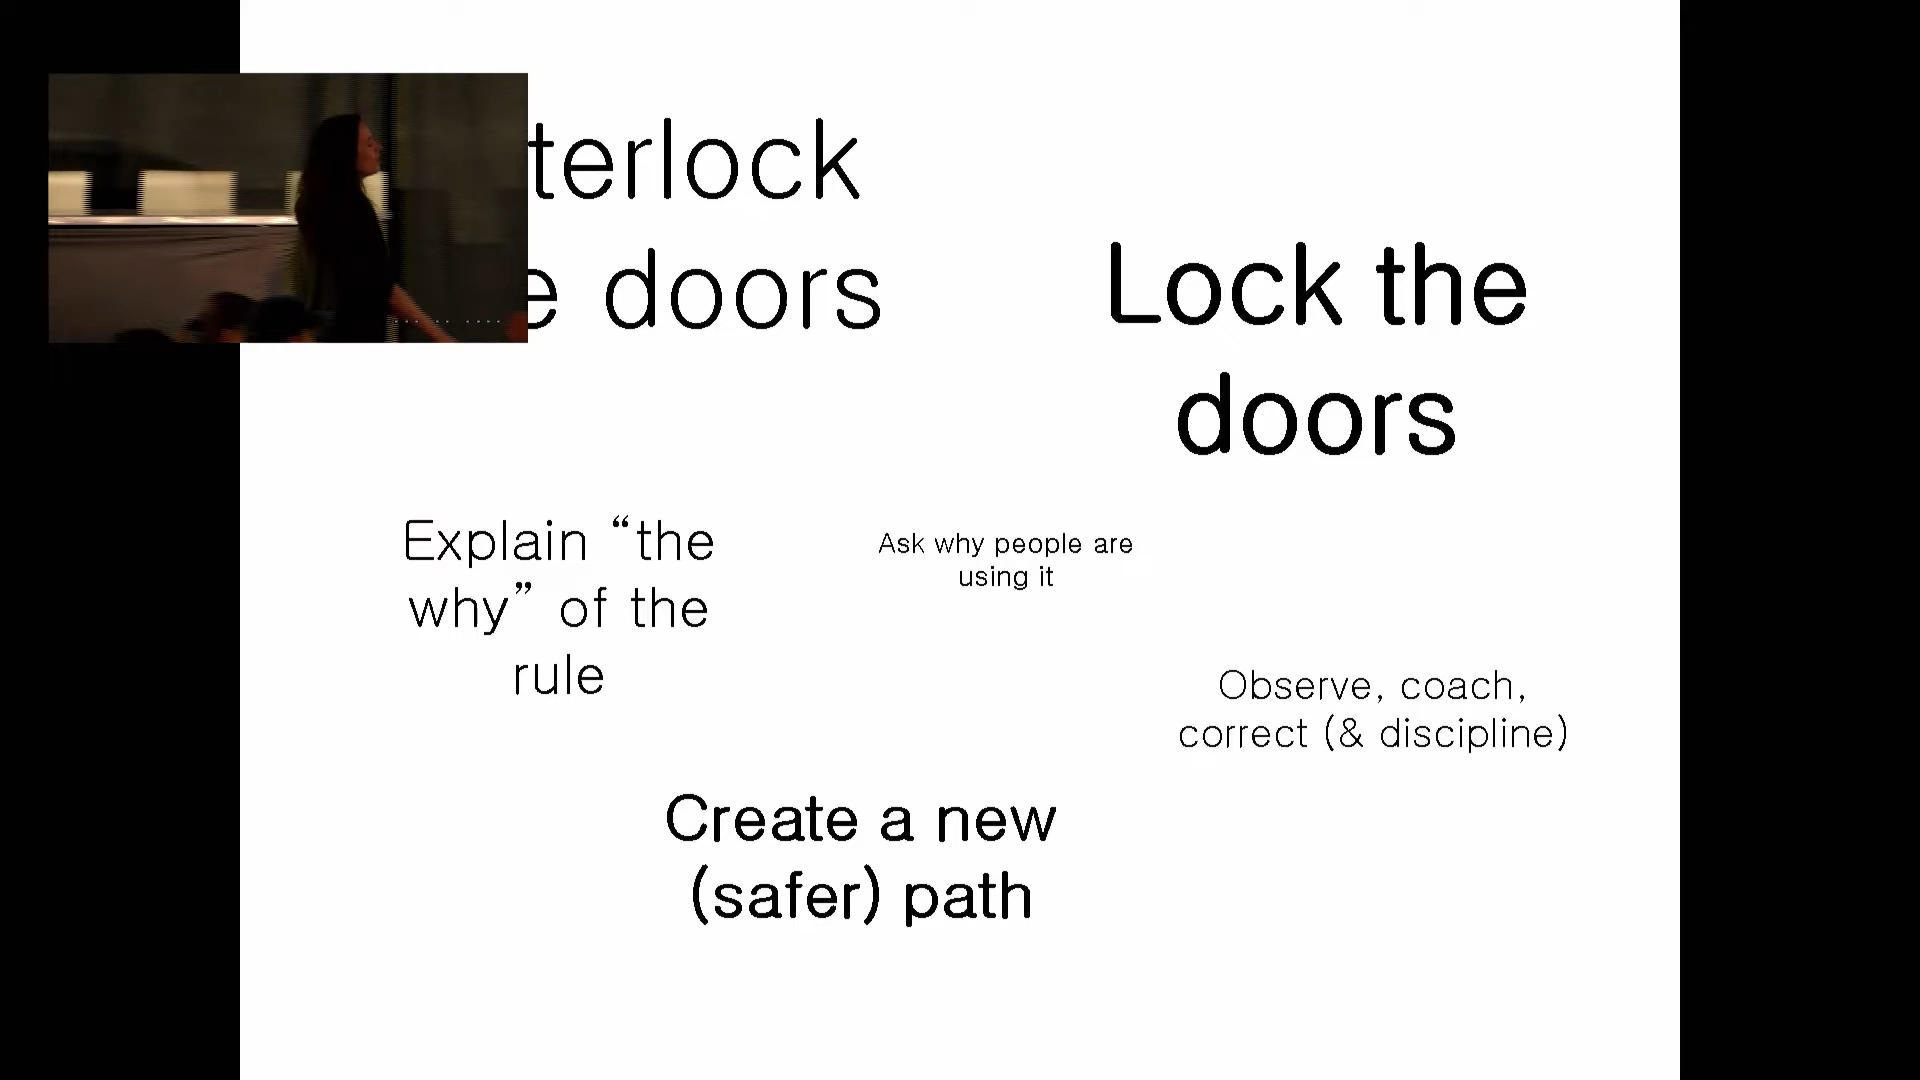 terlock
e doors
Lock the
doors
Explain “the
why” of the
rule
Ask why people are
using it
Observe, coach,
correct (& discipline)
Create a new
(safer) path